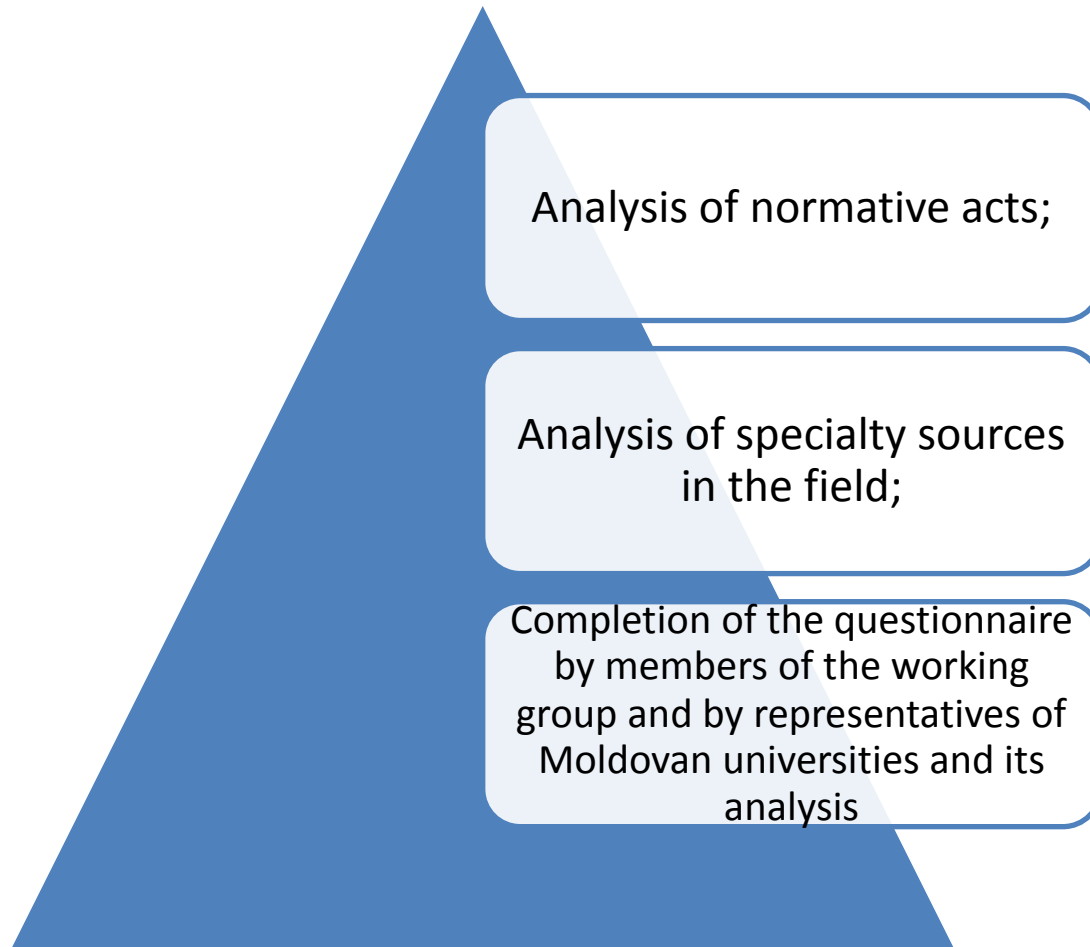 Analysis of normative acts;
Analysis of specialty sources
in the field;
Completion of the questionnaire
by members of the working
group and by representatives of
Moldovan universities and its
analysis